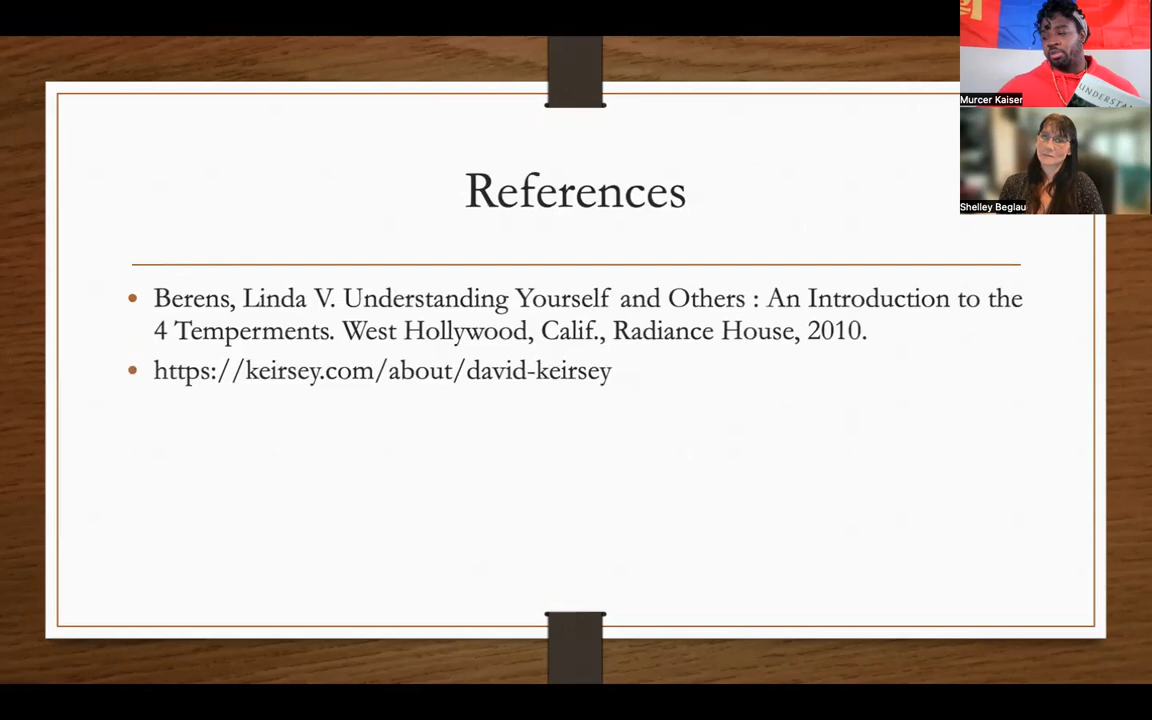 Murcer Kaiser
UNDERSTA
Shelley Beglau
References
Berens, Linda V. Understanding Yourself and Others : An Introduction to the
4 Temperments. West Hollywood, Calif., Radiance House, 2010.
https://keirsey.com/about/david-keirsey